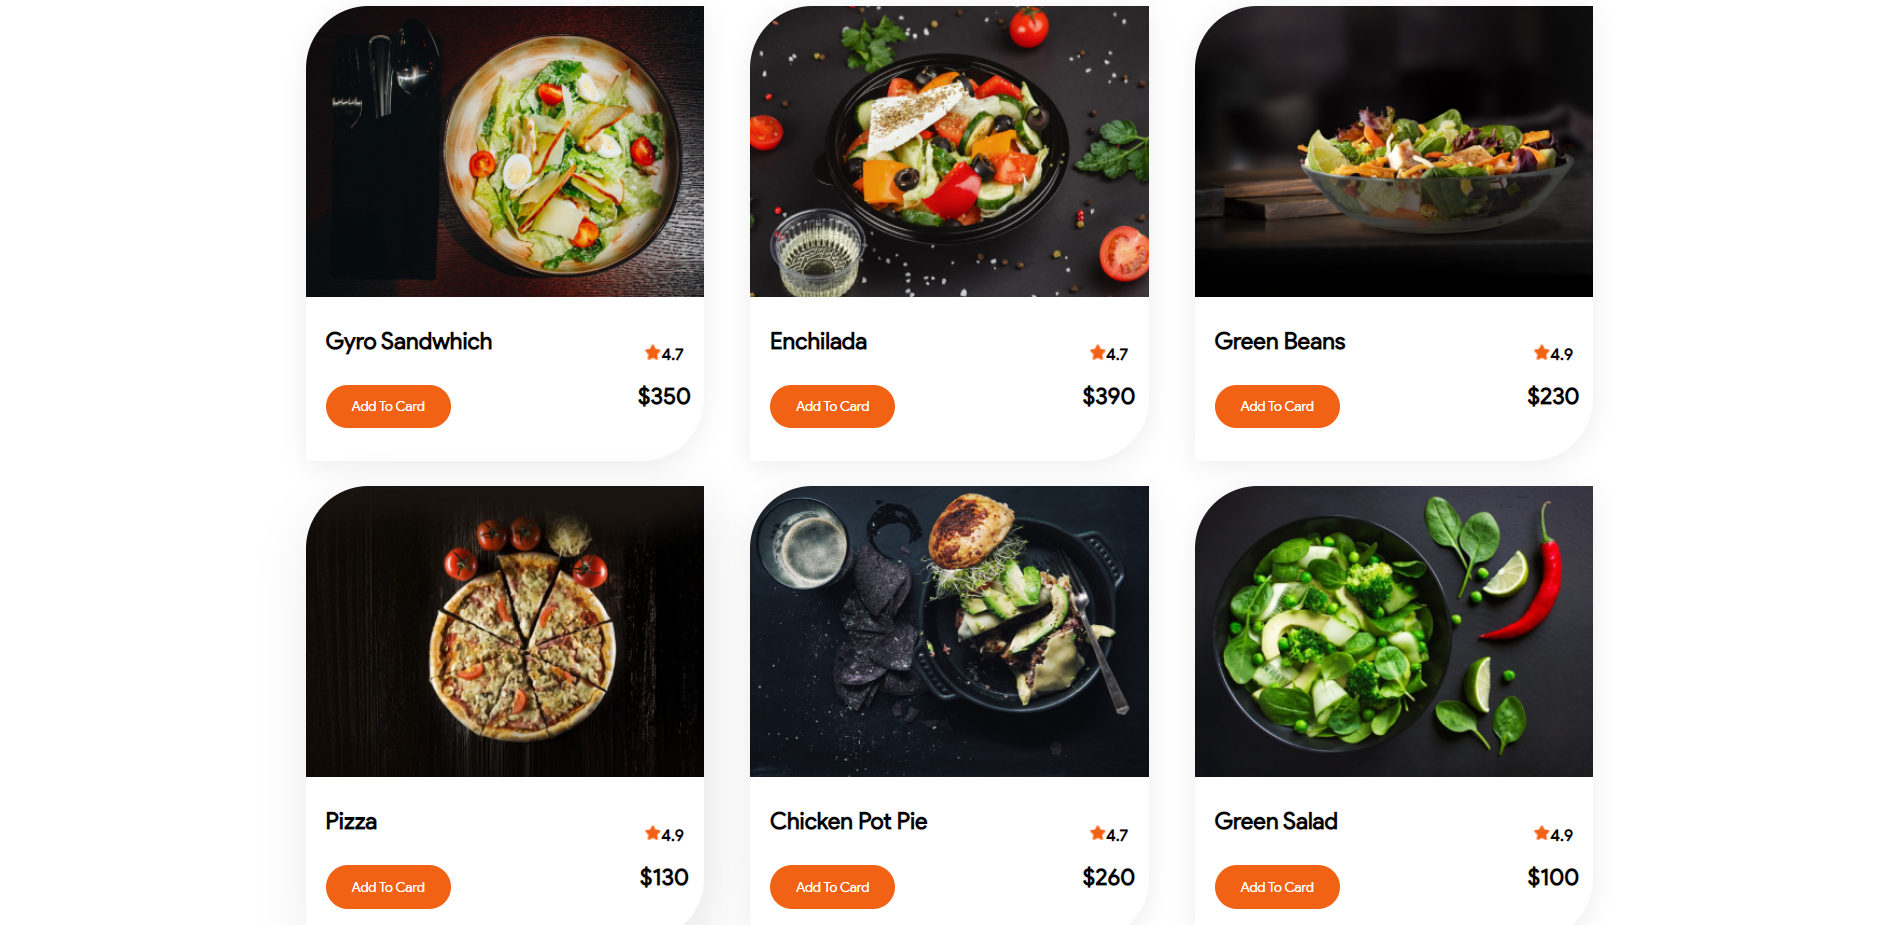 Gyro Sandwhich
4.7
Add To Card
$350
Enchilada
4.7
Add To Card
$390
Green Beans
4.9
Add To Card
$230
Pizza
4.9
Add To Card
$130
Chicken Pot Pie
4.7
Add To Card
$260
Green Salad
4.9
Add To Card
$100